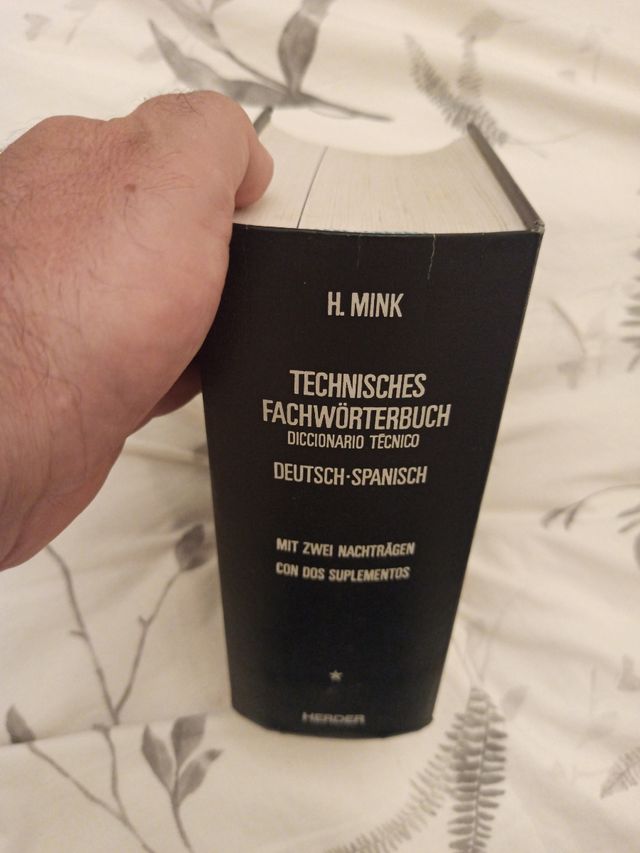 H. MINK
TECHNISCHES
FACHWÖRTERBUCH
DICCIONARIO TÉCNICO
DEUTSCH·SPANISCH
MIT ZWEI NACHTRÄGEN
CON DOS SUPLEMENTOS
HERDER